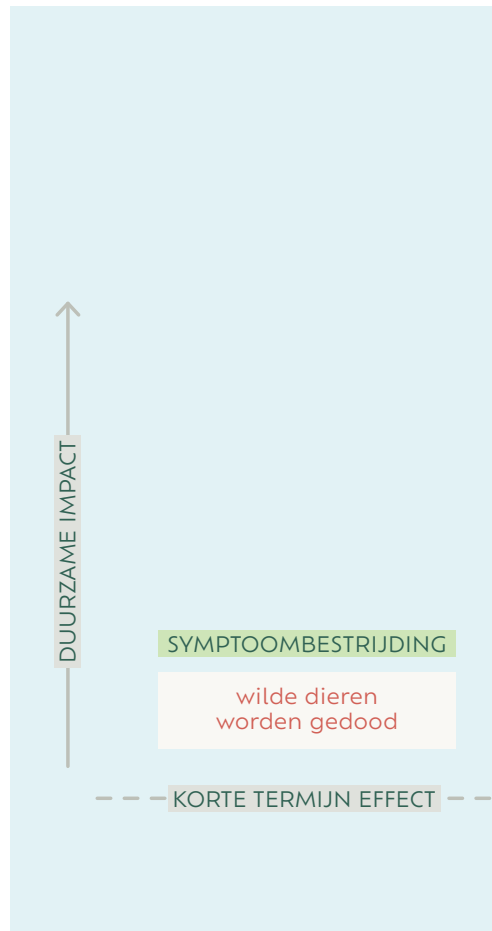 DUURZAME IMPACT
SYMPTOOMBESTRIJDING
wilde dieren
worden gedood
KORTE TERMIJN EFFECT